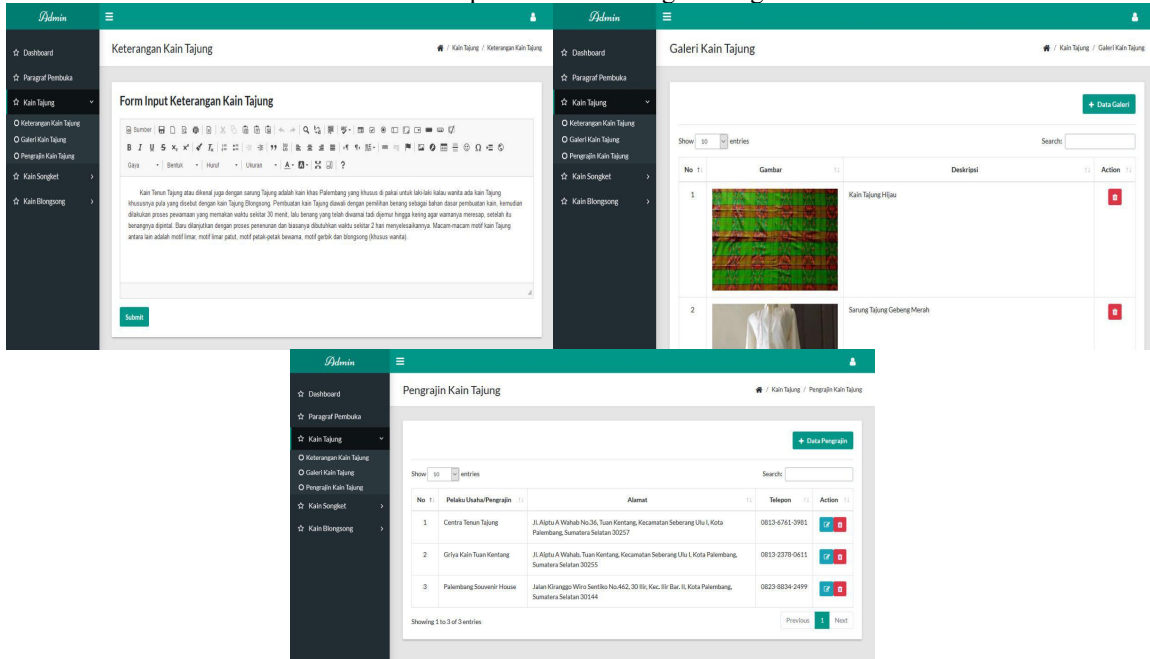 Admin
Keterangan Kain Tajung
/ Kain Tajung / Keterangan Kain Tajung
Dashboard
Paragraf Pembuka
Kain Tajung
Keterangan Kain Tajung
Galeri Kain Tajung
Pengrajin Kain Tajung
Kain Songket
Kain Blongsong
Form Input Keterangan Kain Tajung
Sumber
B I U S x₂ x² Tx
Gaya Bentuk Huruf Ukuran A A ?
Kain Tenun Tajung atau dikenal juga dengan sarung Tajung adalah kain khas Palembang yang khusus di pakai untuk laki-laki kalau wanita ada kain Tajung
khususnya pula yang disebut dengan kain Tajung Blongsong. Pembuatan kain Tajung diawali dengan pemilihan benang sebagai bahan dasar pembuatan kain, kemudian
dilakukan proses pewarnaan yang memakan waktu sekitar 30 menit, lalu benang yang telah diwarnai tadi dijemur hingga kering agar warnanya meresap, setelah itu
benangnya dipintal. Baru dilanjutkan dengan proses penenunan dan biasanya dibutuhkan waktu sekitar 2 hari menyelesaikannya. Macam-macam motif kain Tajung
antara lain adalah motif limar, motif limar patut, motif petak-petak berwarna, motif gerbik dan blongsong (khusus wanita).
Submit
Admin
Galeri Kain Tajung
/ Kain Tajung / Galeri Kain Tajung
Dashboard
Paragraf Pembuka
Kain Tajung
Keterangan Kain Tajung
Galeri Kain Tajung
Pengrajin Kain Tajung
Kain Songket
Kain Blongsong
+ Data Galeri
Show 10 entries Search:
No Gambar Deskripsi Action
1 Kain Tajung Hijau
2 Sarung Tajung Gebeng Merah
Admin
Pengrajin Kain Tajung
/ Kain Tajung / Pengrajin Kain Tajung
Dashboard
Paragraf Pembuka
Kain Tajung
Keterangan Kain Tajung
Galeri Kain Tajung
Pengrajin Kain Tajung
Kain Songket
Kain Blongsong
+ Data Pengrajin
Show 10 entries Search:
No Pelaku Usaha/Pengrajin Alamat Telepon Action
1 Centra Tenun Tajung Jl. Aiptu A Wahab No.36, Tuan Kentang, Kecamatan Seberang Ulu I, Kota 0813-6761-3981
Palembang, Sumatera Selatan 30257
2 Griya Kain Tuan Kentang Jl. Aiptu A Wahab, Tuan Kentang, Kecamatan Seberang Ulu I, Kota Palembang, 0813-2378-0611
Sumatera Selatan 30255
3 Palembang Souvenir House Jalan Kiranggo Wiro Sentiko No.462, 30 Ilir, Kec. Ilir Bar. II, Kota Palembang, 0823-8834-2499
Sumatera Selatan 30144
Showing 1 to 3 of 3 entries Previous 1 Next